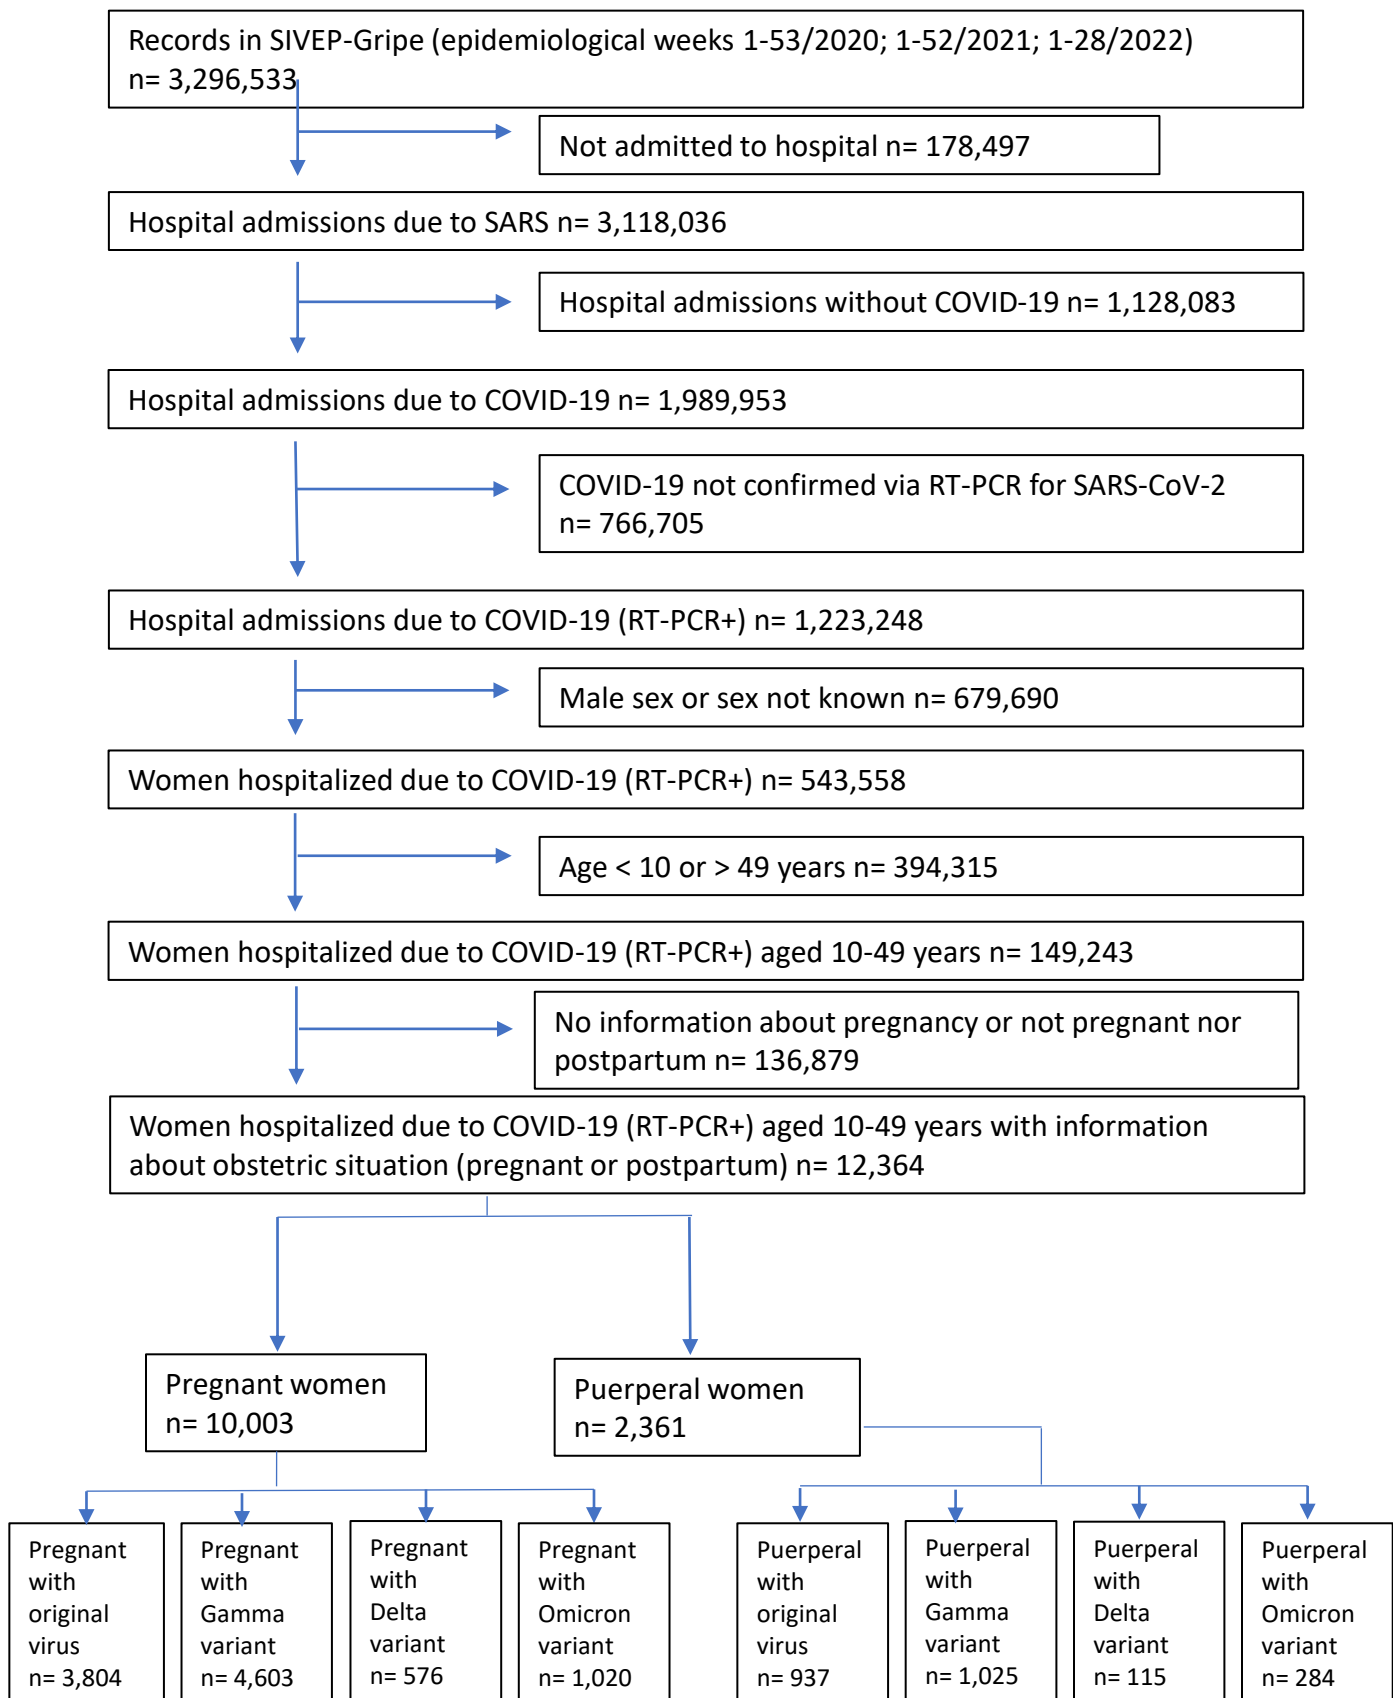 Records in SIVEP-Gripe (epidemiological weeks 1-53/2020; 1-52/2021; 1-28/2022)
n= 3,296,533
Not admitted to hospital n= 178,497
Hospital admissions due to SARS n= 3,118,036
Hospital admissions without COVID-19 n= 1,128,083
Hospital admissions due to COVID-19 n= 1,989,953
COVID-19 not confirmed via RT-PCR for SARS-CoV-2
n= 766,705
Hospital admissions due to COVID-19 (RT-PCR+) n= 1,223,248
Male sex or sex not known n= 679,690
Women hospitalized due to COVID-19 (RT-PCR+) n= 543,558
Age < 10 or > 49 years n= 394,315
Women hospitalized due to COVID-19 (RT-PCR+) aged 10-49 years n= 149,243
No information about pregnancy or not pregnant nor
postpartum n= 136,879
Women hospitalized due to COVID-19 (RT-PCR+) aged 10-49 years with information
about obstetric situation (pregnant or postpartum) n= 12,364
Pregnant women
n= 10,003
Puerperal women
n= 2,361
Pregnant
with
original
virus
n= 3,804
Pregnant
with
Gamma
variant
n= 4,603
Pregnant
with
Delta
variant
n= 576
Pregnant
with
Omicron
variant
n= 1,020
Puerperal
with
original
virus
n= 937
Puerperal
with
Gamma
variant
n= 1,025
Puerperal
with
Delta
variant
n= 115
Puerperal
with
Omicron
variant
n= 284